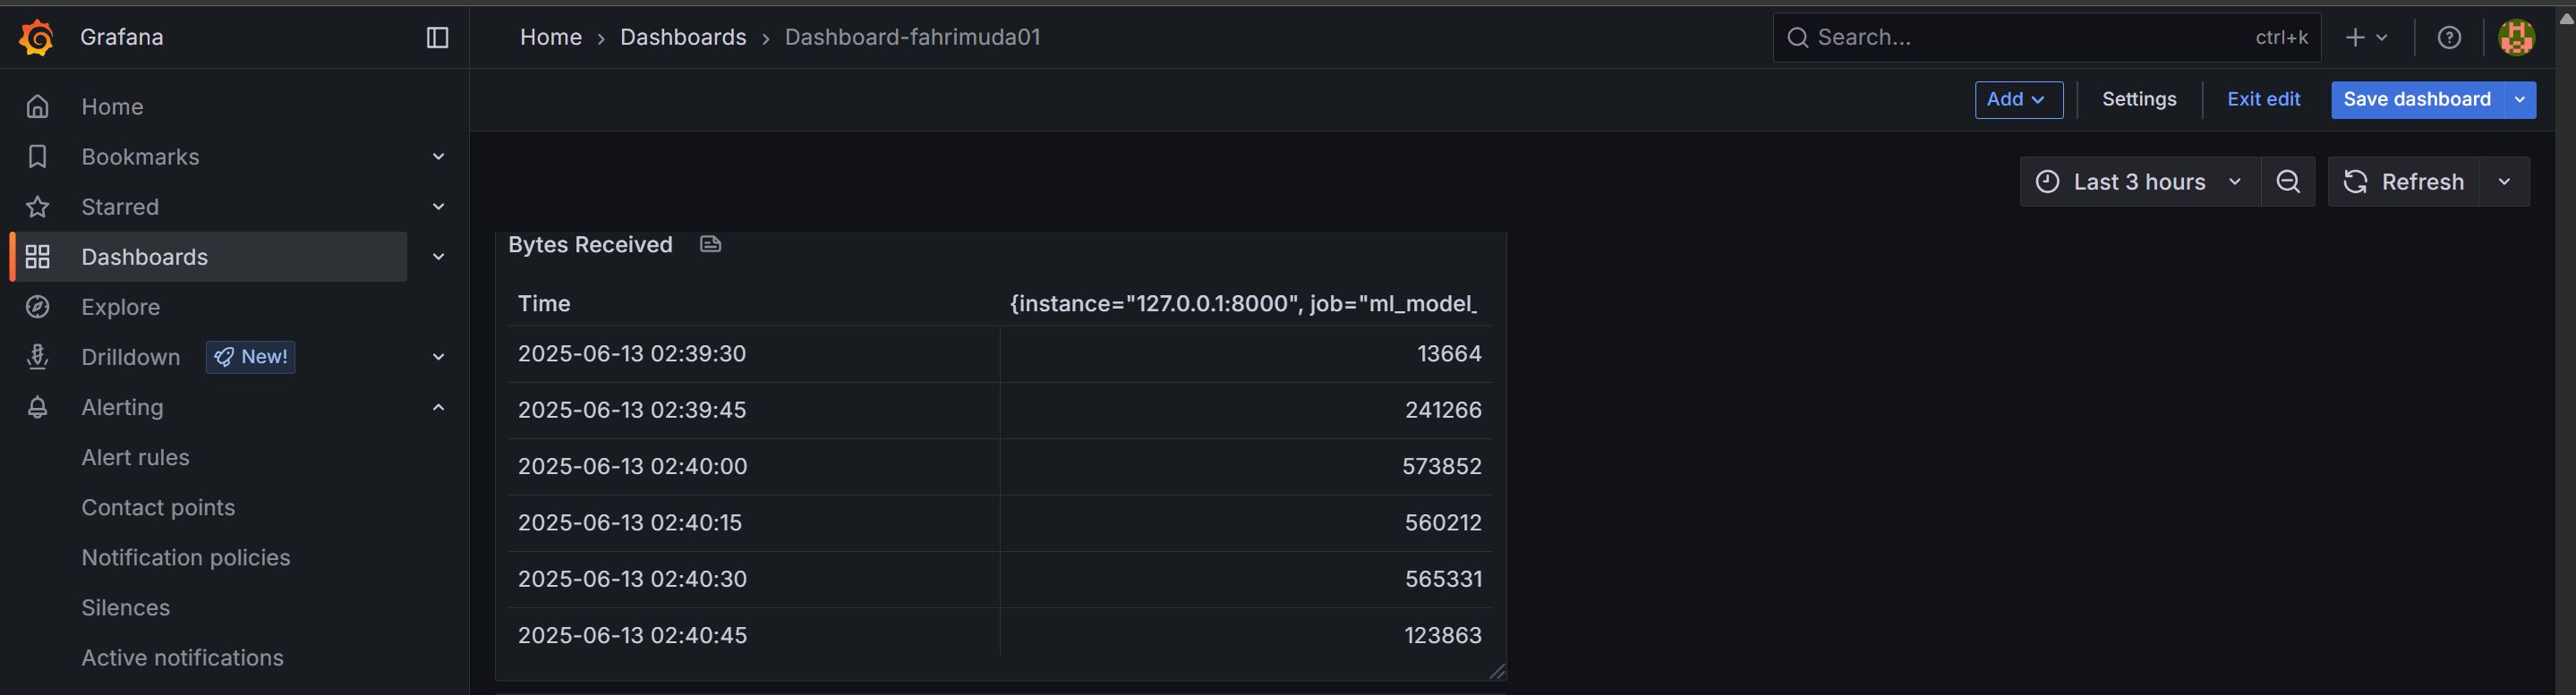 Grafana
Home › Dashboards › Dashboard-fahrimuda01
Search...
ctrl+k
Add
Settings
Exit edit
Save dashboard
Last 3 hours
Refresh
Home
Bookmarks
Starred
Dashboards
Explore
Drilldown
New!
Alerting
Alert rules
Contact points
Notification policies
Silences
Active notifications
Bytes Received
Time {instance="127.0.0.1:8000", job="ml_model_
2025-06-13 02:39:30 13664
2025-06-13 02:39:45 241266
2025-06-13 02:40:00 573852
2025-06-13 02:40:15 560212
2025-06-13 02:40:30 565331
2025-06-13 02:40:45 123863